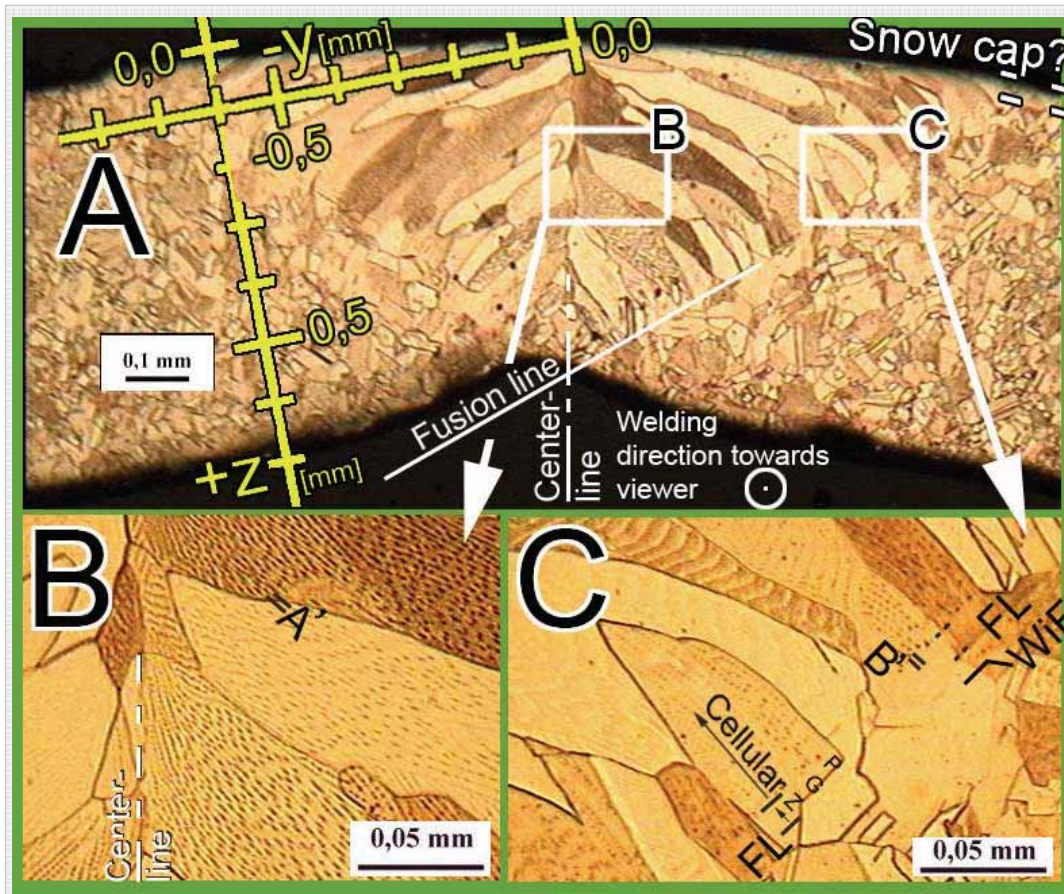 0,0
-y[mm]
0,0
Snow cap?
-0,5
A
B
C
0,5
0,1 mm
+z[mm]
Fusion line
Center-
line
Welding
direction towards
viewer
B
=A'
Center-
line
0,05 mm
C
B'=
FL
Cellular
PGZ
FL
0,05 mm